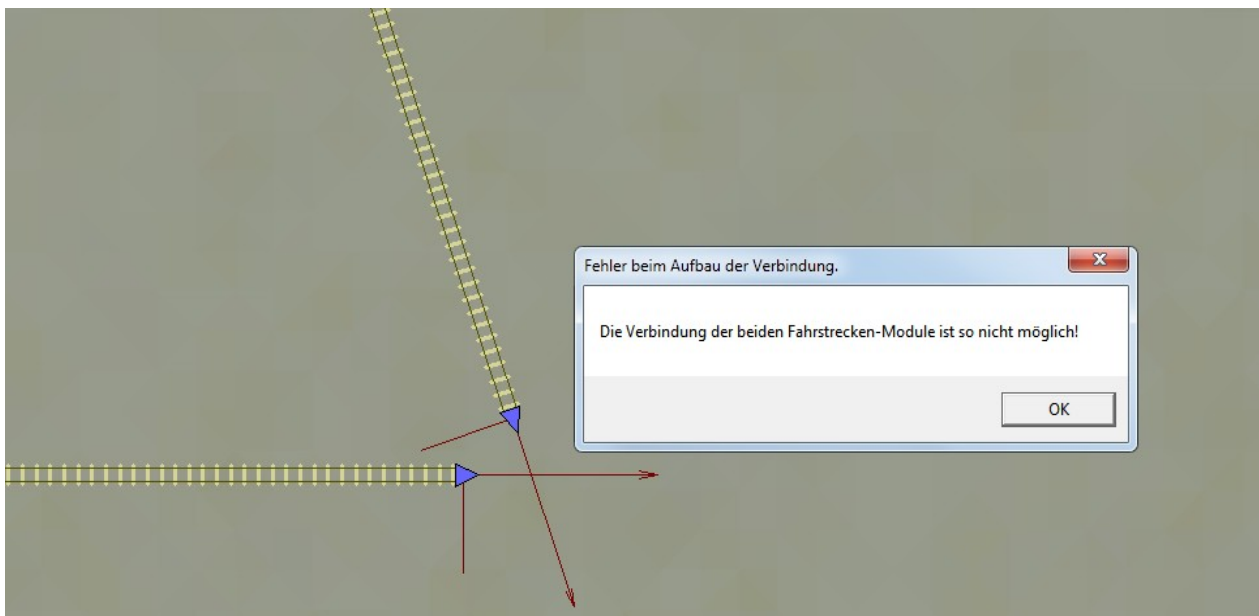 Fehler beim Aufbau der Verbindung.
Die Verbindung der beiden Fahrstrecken-Module ist so nicht möglich!
OK